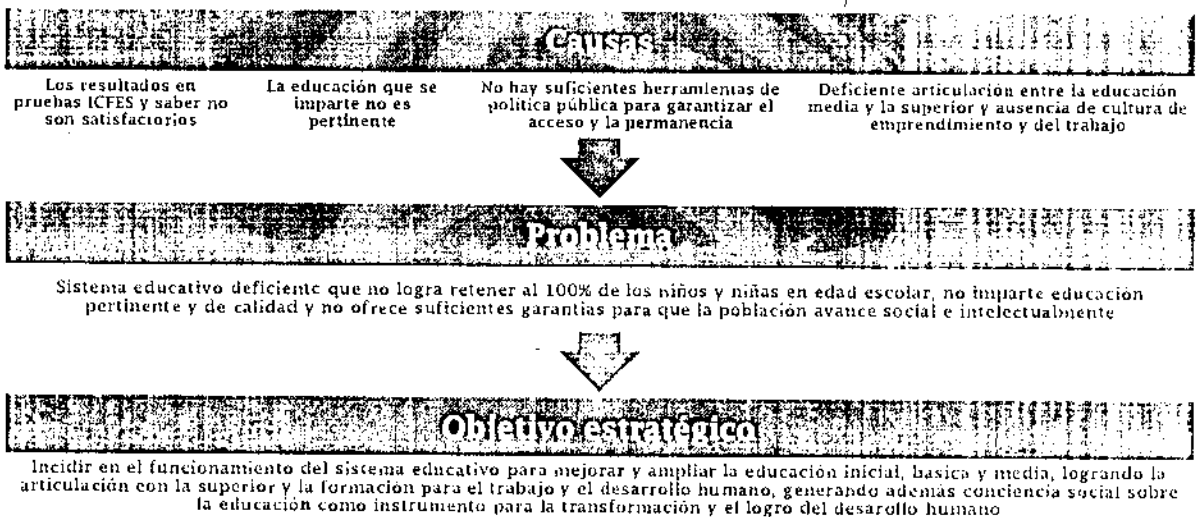 Causas
Los resultados en
pruebas ICFES y saber no
son satisfactorios
La educación que se
imparte no es
pertinente
No hay suficientes herramientas de
política pública para garantizar el
acceso y la permanencia
Deficiente articulación entre la educación
media y la superior y ausencia de cultura de
emprendimiento y del trabajo
Problema
Sistema educativo deficiente que no logra retener al 100% de los niños y niñas en edad escolar, no imparte educación
pertinente y de calidad y no ofrece suficientes garantías para que la población avance social e intelectualmente
Objetivo estratégico
Incidir en el funcionamiento del sistema educativo para mejorar y ampliar la educación inicial, basica y media, logrando la
articulación con la superior y la formación para el trabajo y el desarrollo humano, generando además conciencia social sobre
la educación como instrumento para la transformación y el logro del desarollo humano